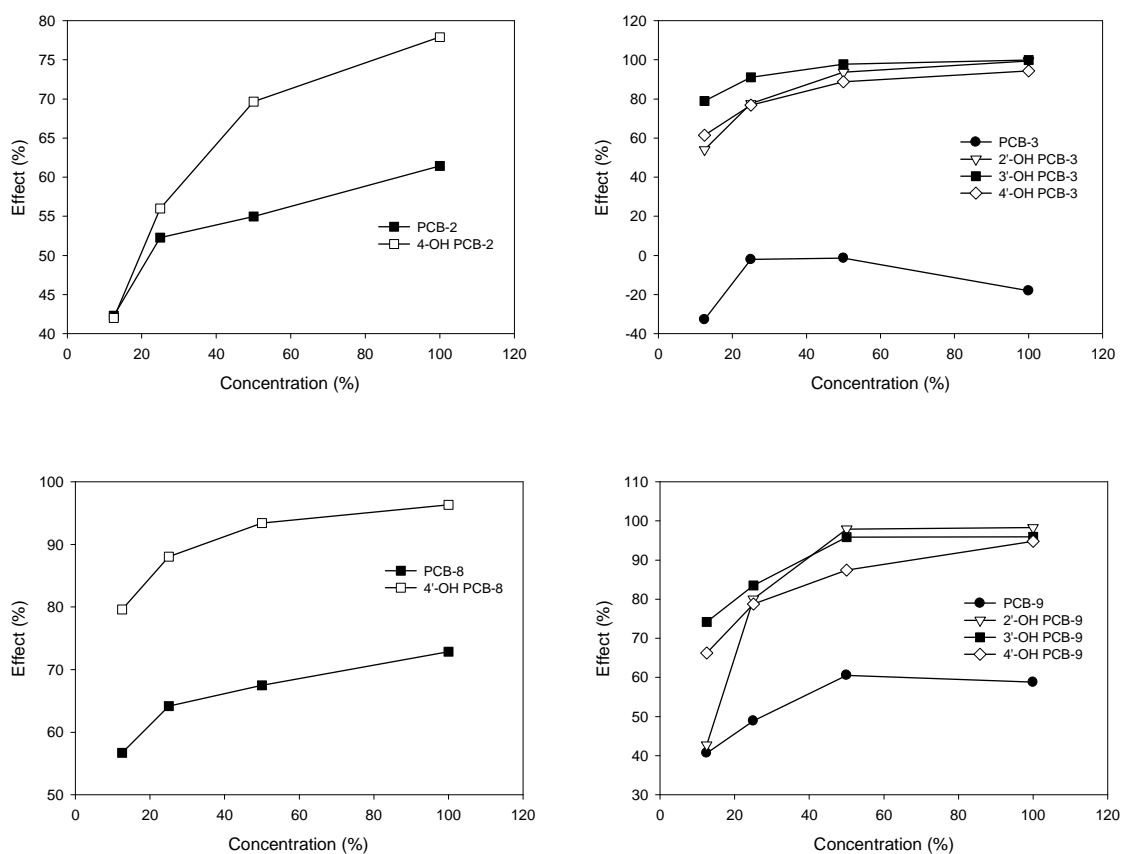 80
75
70
65
60
55
50
45
40
Effect (%)
PCB-2
4-OH PCB-2
0 20 40 60 80 100 120
Concentration (%)
120
100
80
60
40
20
0
-20
-40
Effect (%)
PCB-3
2'-OH PCB-3
3'-OH PCB-3
4'-OH PCB-3
0 20 40 60 80 100 120
Concentration (%)
100
90
80
70
60
50
Effect (%)
PCB-8
4'-OH PCB-8
0 20 40 60 80 100 120
Concentration (%)
110
100
90
80
70
60
50
40
30
Effect (%)
PCB-9
2'-OH PCB-9
3'-OH PCB-9
4'-OH PCB-9
0 20 40 60 80 100 120
Concentration (%)